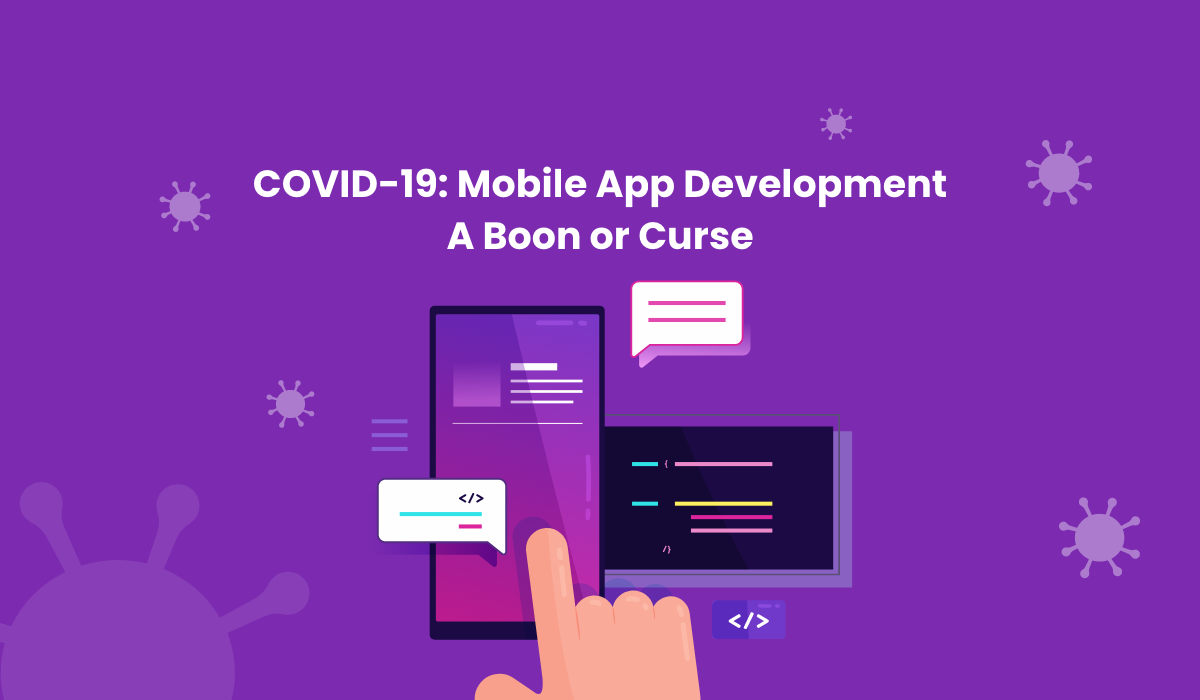 COVID-19: Mobile App Development
A Boon or Curse
</>
{
/}
</>